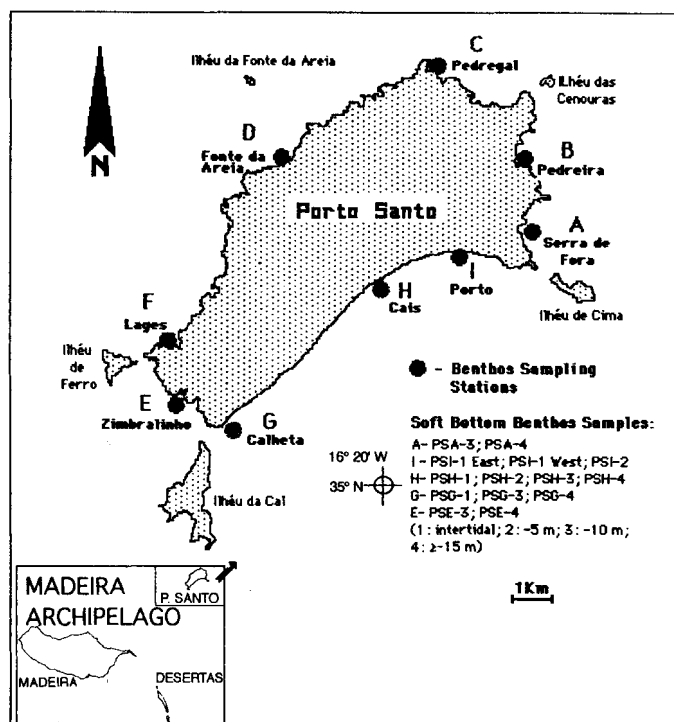 C
Pedregal
Ilhéu da Fonte da Areia
Ilhéu das
Cenouras
D
Fonte da
Areia
B
Pedreira
N
Porto Santo
A
Serra de
Fora
I
Porto
H
Cais
Ilhéu de Cima
F
Lages
Ilhéu
de
Ferro
- Benthos Sampling
Stations
E
Zimbralinho
G
Calheta
Soft Bottom Benthos Samples:
A- PSA-3; PSA-4
I - PSI-1 East; PSI-1 West; PSI-2
H- PSH-1; PSH-2; PSH-3; PSH-4
G- PSG-1; PSG-3; PSG-4
E- PSE-3; PSE-4
(1: intertidal; 2: -5 m; 3: -10 m;
4: ≥-15 m)
16° 20' W
35° N
Ilhéu da Cal
1Km
MADEIRA
ARCHIPELAGO
P. SANTO
MADEIRA
DESERTAS